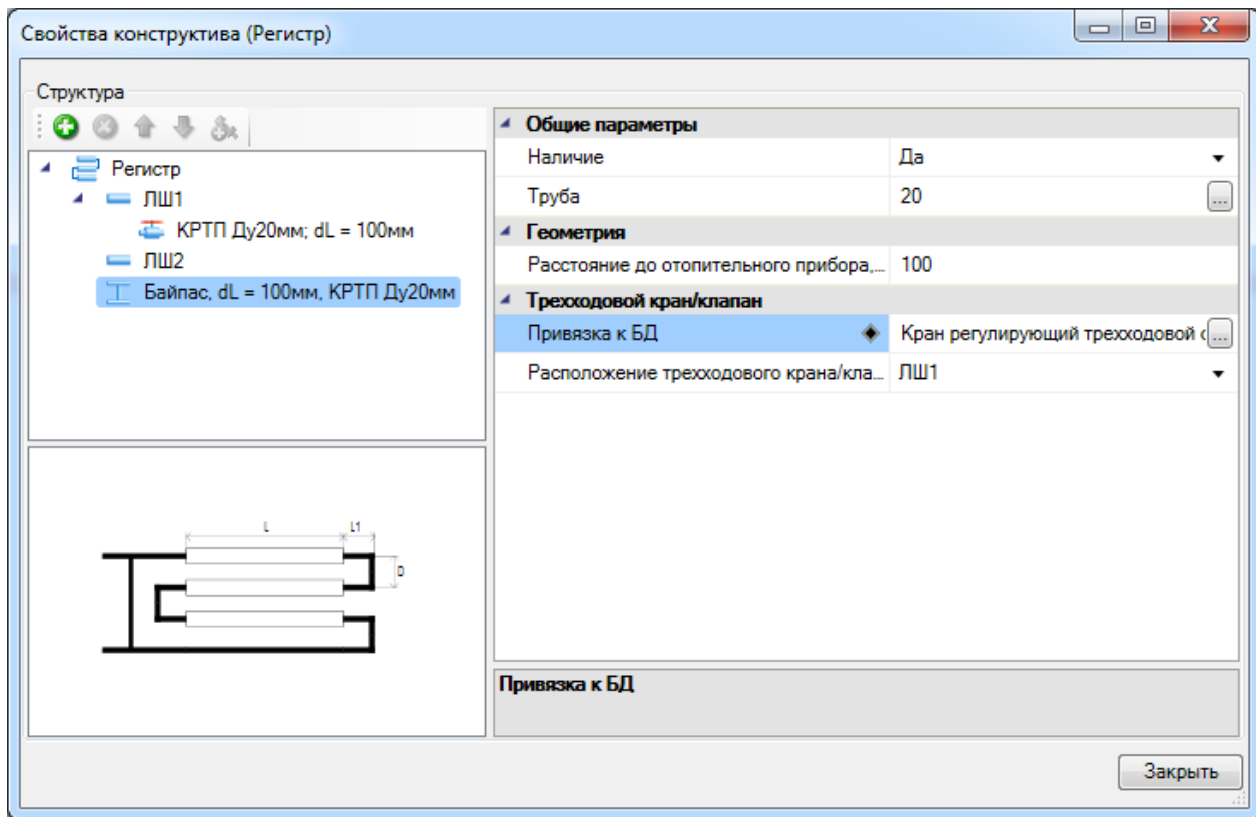 Свойства конструктива (Регистр)
Структура
Регистр
ЛШ1
КРТП Ду20мм; dL = 100мм
ЛШ2
Байпас, dL = 100мм, КРТП Ду20мм
L
L1
D
Общие параметры
Наличие Да
Труба 20 ...
Геометрия
Расстояние до отопительного прибора,... 100
Трехходовой кран/клапан
Привязка к БД Кран регулирующий трехходовой с ...
Расположение трехходового крана/кла... ЛШ1
Привязка к БД
Закрыть